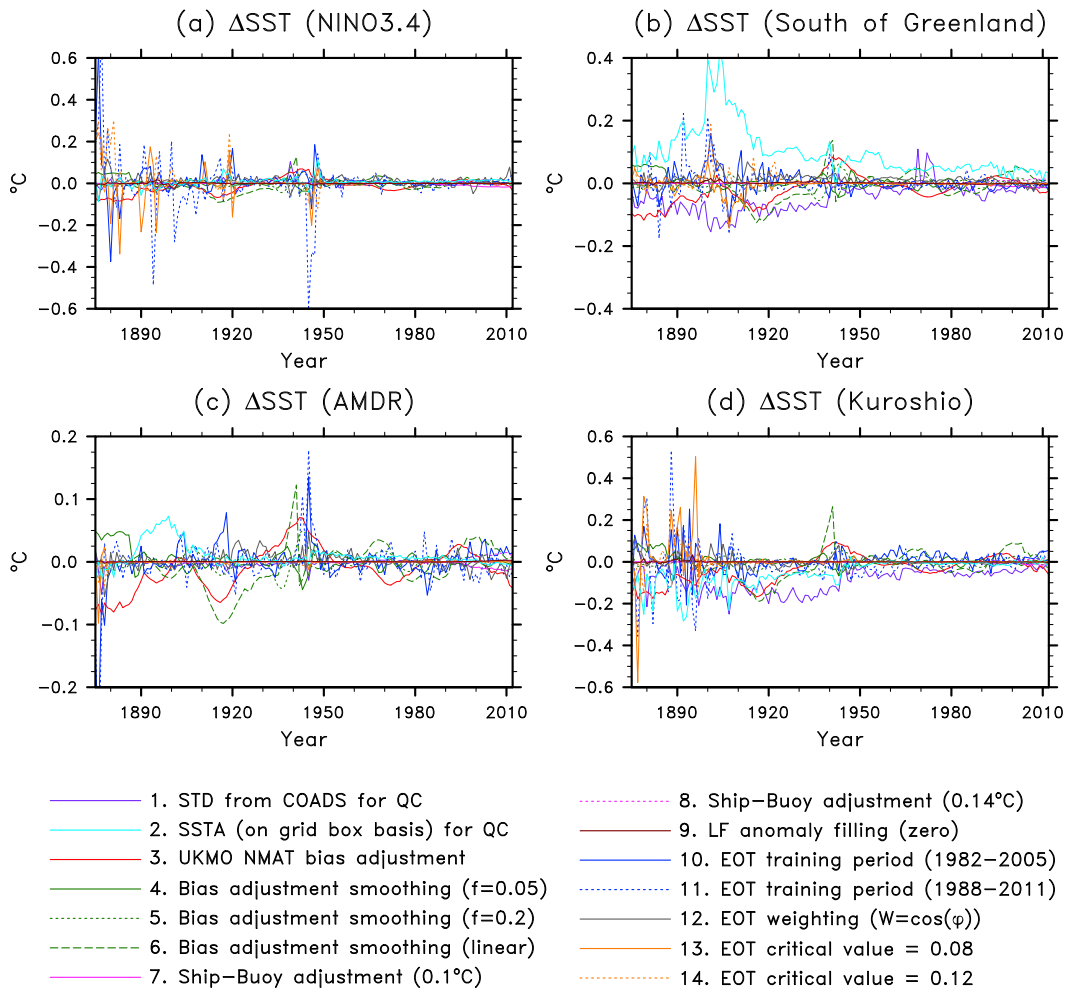 (a) ΔSST (NINO3.4)
0.6
0.4
0.2
0.0
−0.2
−0.4
−0.6
°C
1890 1920 1950 1980 2010
Year
(b) ΔSST (South of Greenland)
0.4
0.2
0.0
−0.2
−0.4
°C
1890 1920 1950 1980 2010
Year
(c) ΔSST (AMDR)
0.2
0.1
0.0
−0.1
−0.2
°C
1890 1920 1950 1980 2010
Year
(d) ΔSST (Kuroshio)
0.6
0.4
0.2
0.0
−0.2
−0.4
−0.6
°C
1890 1920 1950 1980 2010
Year
1. STD from COADS for QC
2. SSTA (on grid box basis) for QC
3. UKMO NMAT bias adjustment
4. Bias adjustment smoothing (f=0.05)
5. Bias adjustment smoothing (f=0.2)
6. Bias adjustment smoothing (linear)
7. Ship−Buoy adjustment (0.1°C)
8. Ship−Buoy adjustment (0.14°C)
9. LF anomaly filling (zero)
10. EOT training period (1982−2005)
11. EOT training period (1988−2011)
12. EOT weighting (W=cos(φ))
13. EOT critical value = 0.08
14. EOT critical value = 0.12